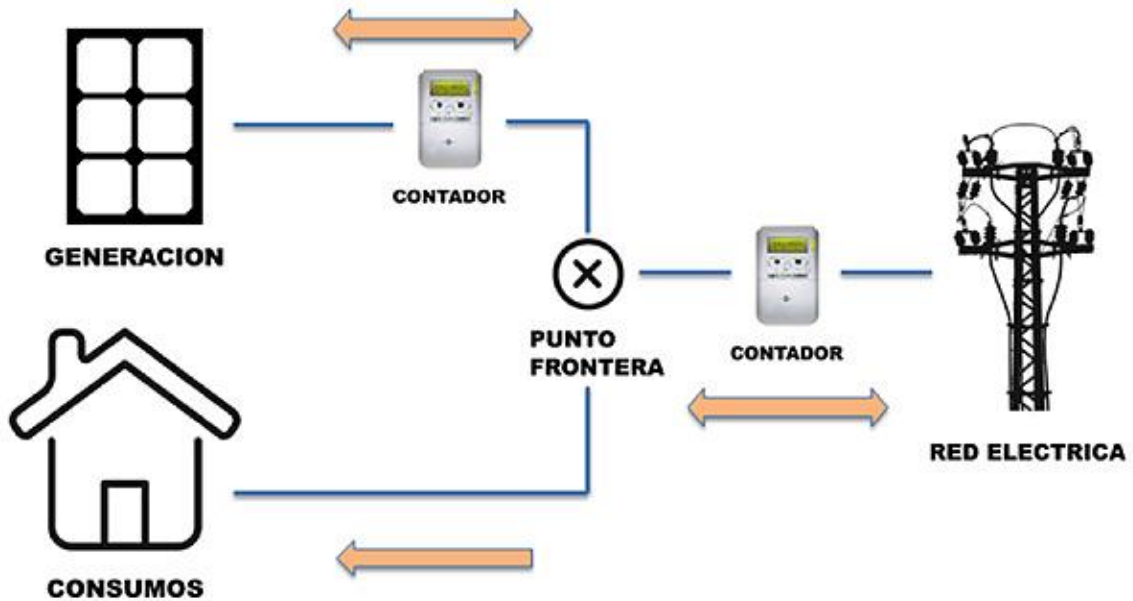 CONTADOR
GENERACION
PUNTO
FRONTERA
CONTADOR
RED ELECTRICA
CONSUMOS